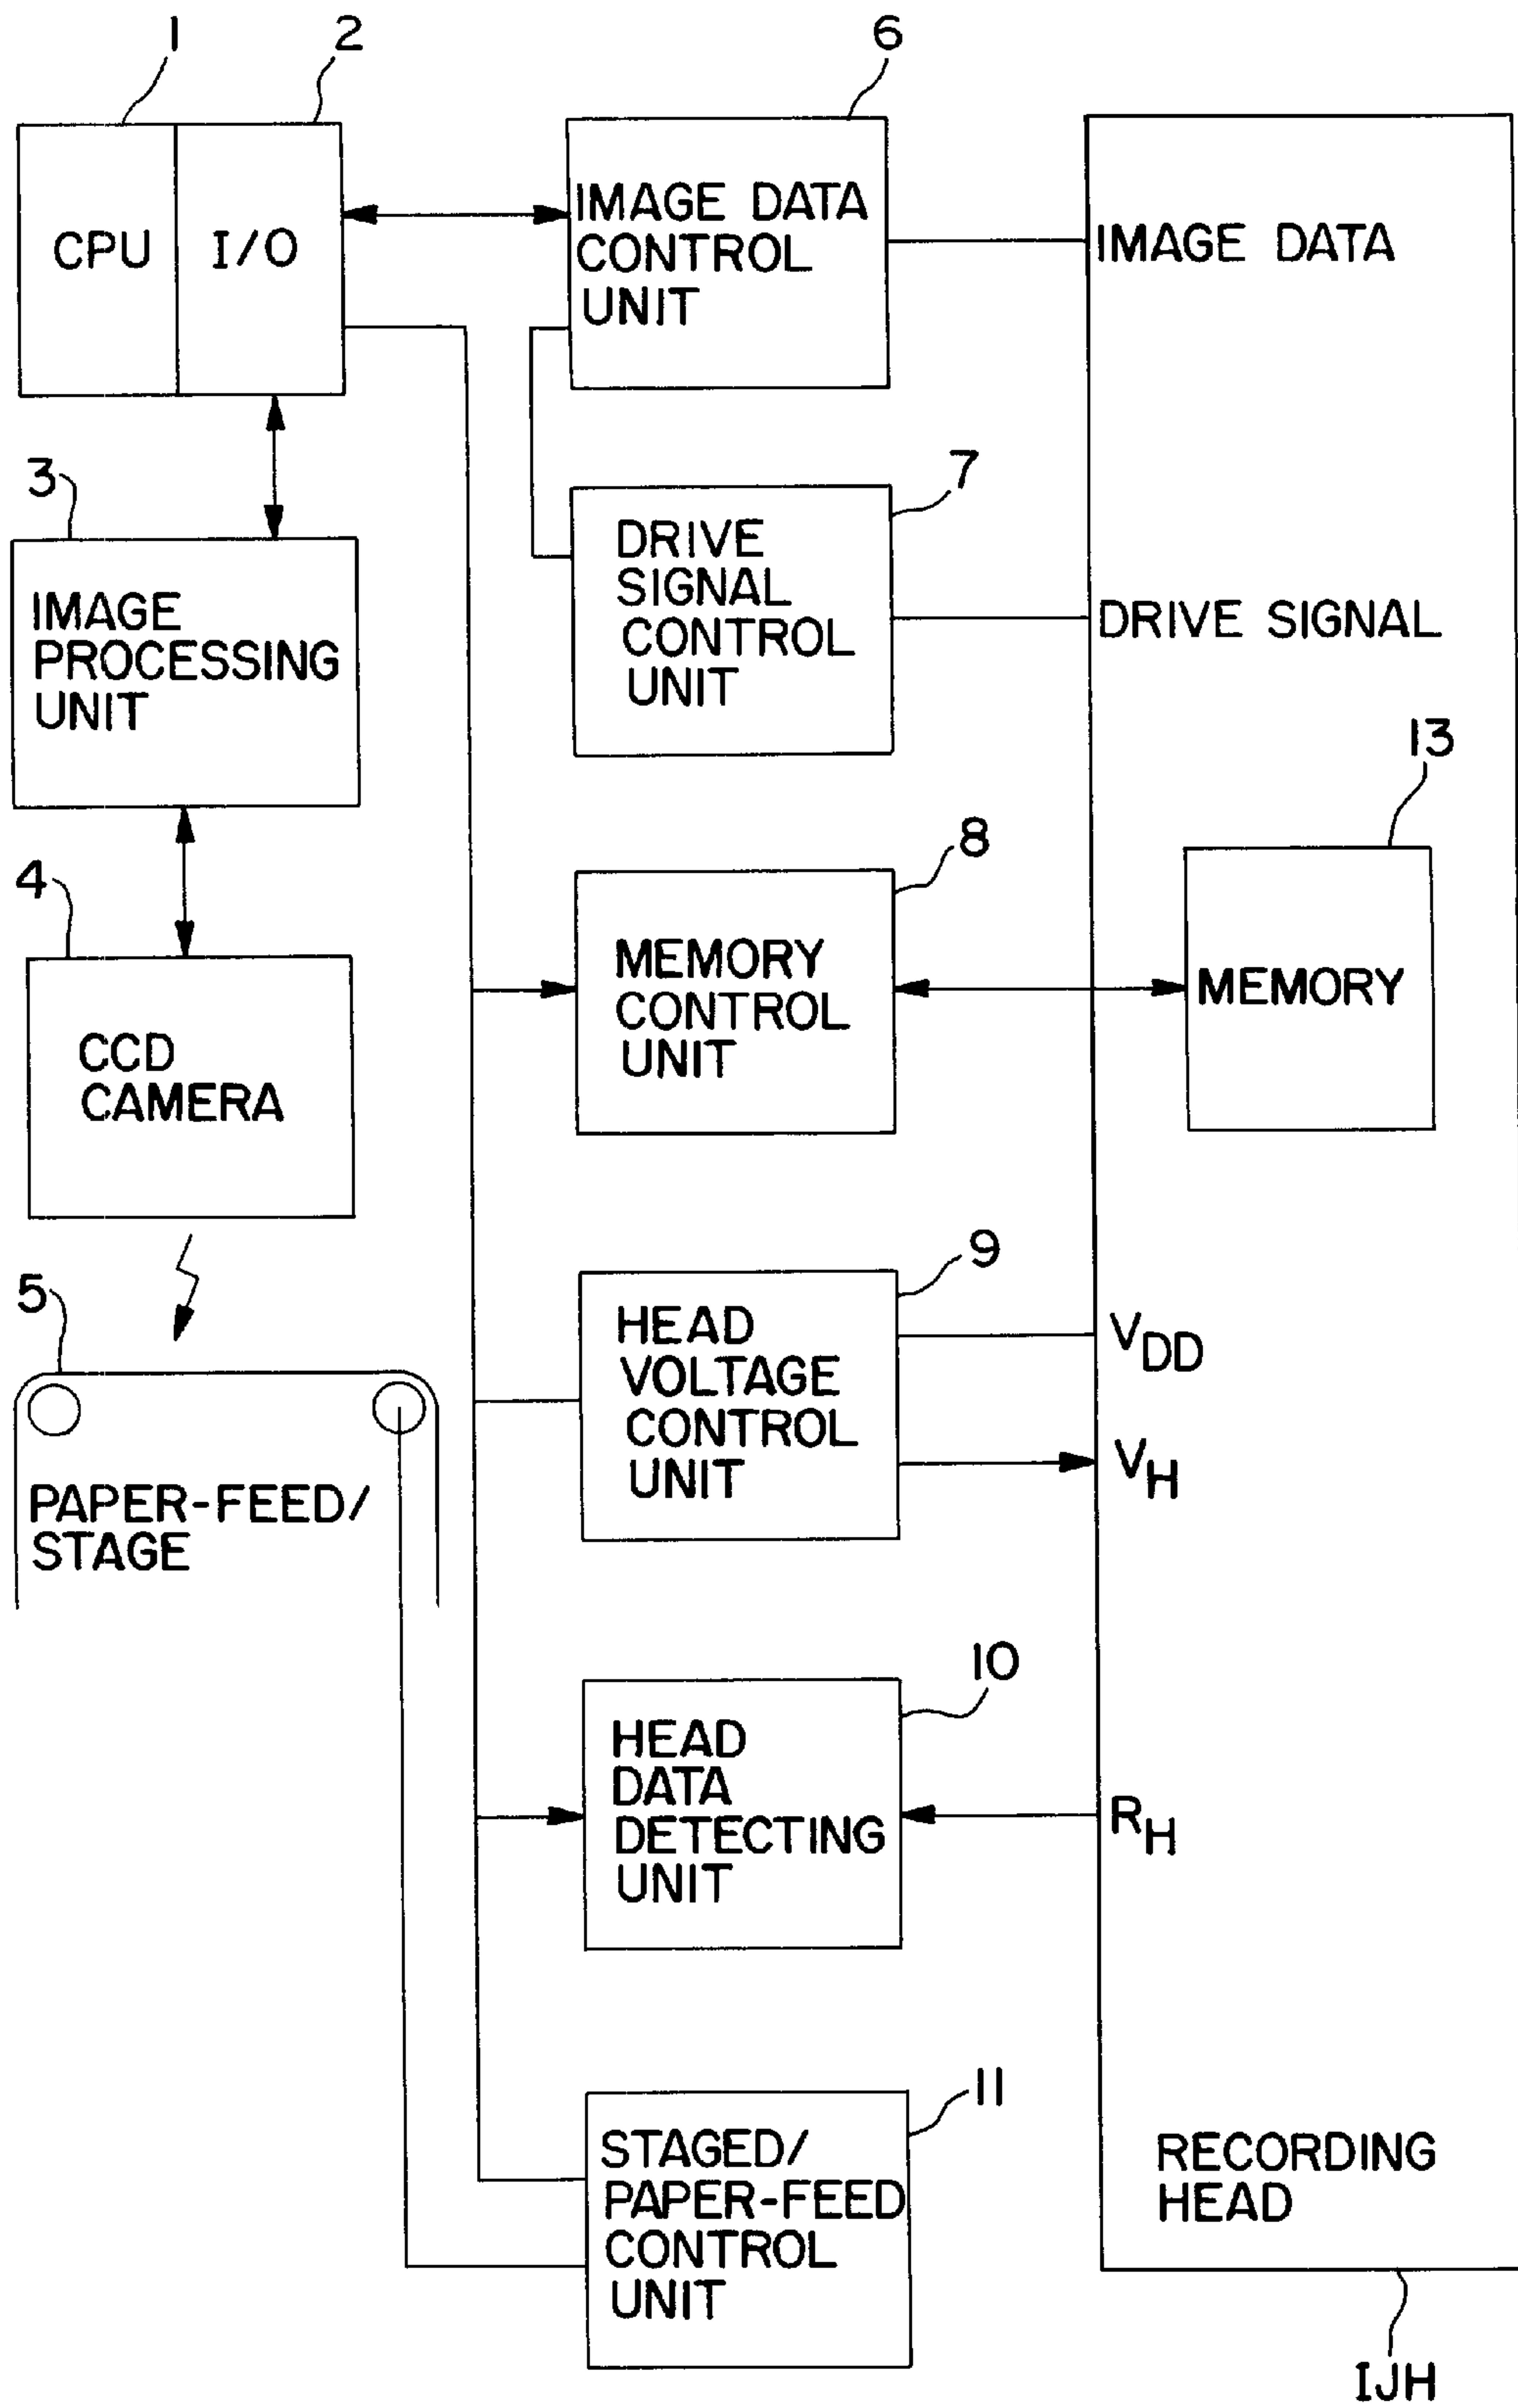 1
2
6
CPU
I/O
IMAGE DATA
CONTROL
UNIT
IMAGE DATA
3
7
IMAGE
PROCESSING
UNIT
DRIVE
SIGNAL
CONTROL
UNIT
DRIVE SIGNAL
13
4
8
CCD
CAMERA
MEMORY
CONTROL
UNIT
MEMORY
5
9
HEAD
VOLTAGE
CONTROL
UNIT
VDD
VH
PAPER-FEED/
STAGE
10
HEAD
DATA
DETECTING
UNIT
RH
11
STAGED/
PAPER-FEED
CONTROL
UNIT
RECORDING
HEAD
IJH